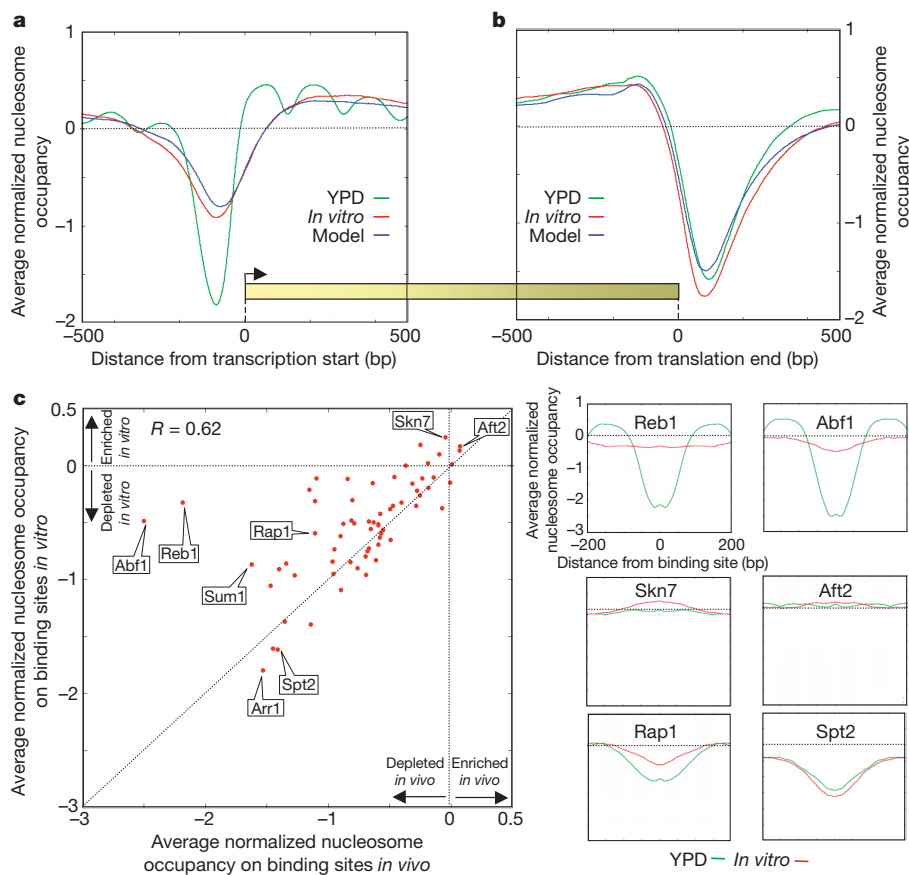 a
Average normalized nucleosome
occupancy
1
0
−1
−2
−500
0
500
Distance from transcription start (bp)
YPD
In vitro
Model
b
1
0
−1
−2
−500
0
500
Distance from translation end (bp)
Average normalized nucleosome
occupancy
YPD
In vitro
Model
c
Average normalized nucleosome occupancy
on binding sites in vitro
0.5
0
−1
−2
−3
Enriched
in vitro
Depleted
in vitro
R = 0.62
Skn7
Aft2
Rap1
Abf1
Reb1
Sum1
Spt2
Arr1
Depleted
in vivo
Enriched
in vivo
−3
−2
−1
0
0.5
Average normalized nucleosome
occupancy on binding sites in vivo
Average normalized
nucleosome occupancy
1
0
−1
−2
−3
Reb1
−200
0
200
Distance from binding site (bp)
Abf1
Skn7
Aft2
Rap1
Spt2
YPD
In vitro